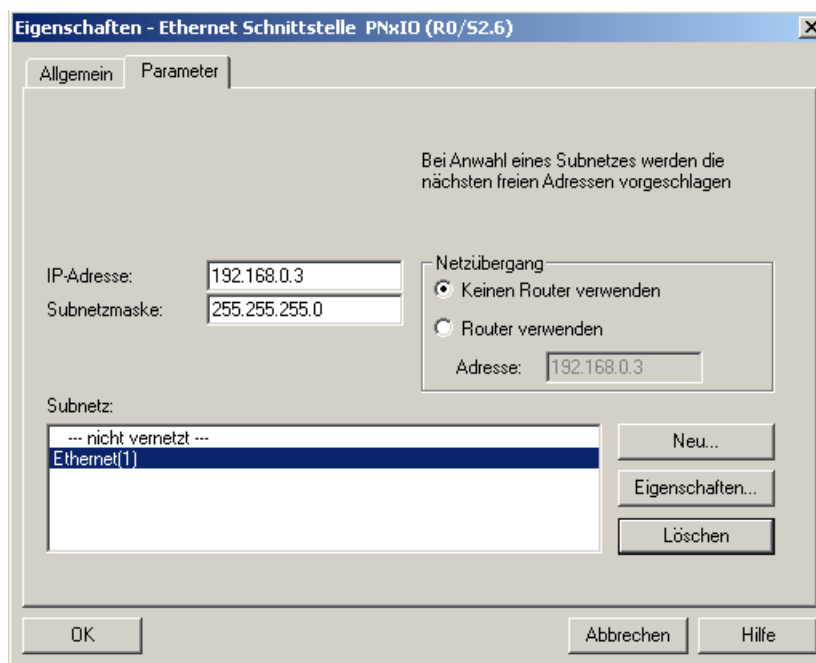 Eigenschaften - Ethernet Schnittstelle PNxIO (R0/S2.6)
Allgemein
Parameter
Bei Anwahl eines Subnetzes werden die
nächsten freien Adressen vorgeschlagen
IP-Adresse:
192.168.0.3
Subnetzmaske:
255.255.255.0
Netzübergang
Keinen Router verwenden
Router verwenden
Adresse:
192.168.0.3
Subnetz:
--- nicht vernetzt ---
Ethernet(1)
Neu...
Eigenschaften...
Löschen
OK
Abbrechen
Hilfe